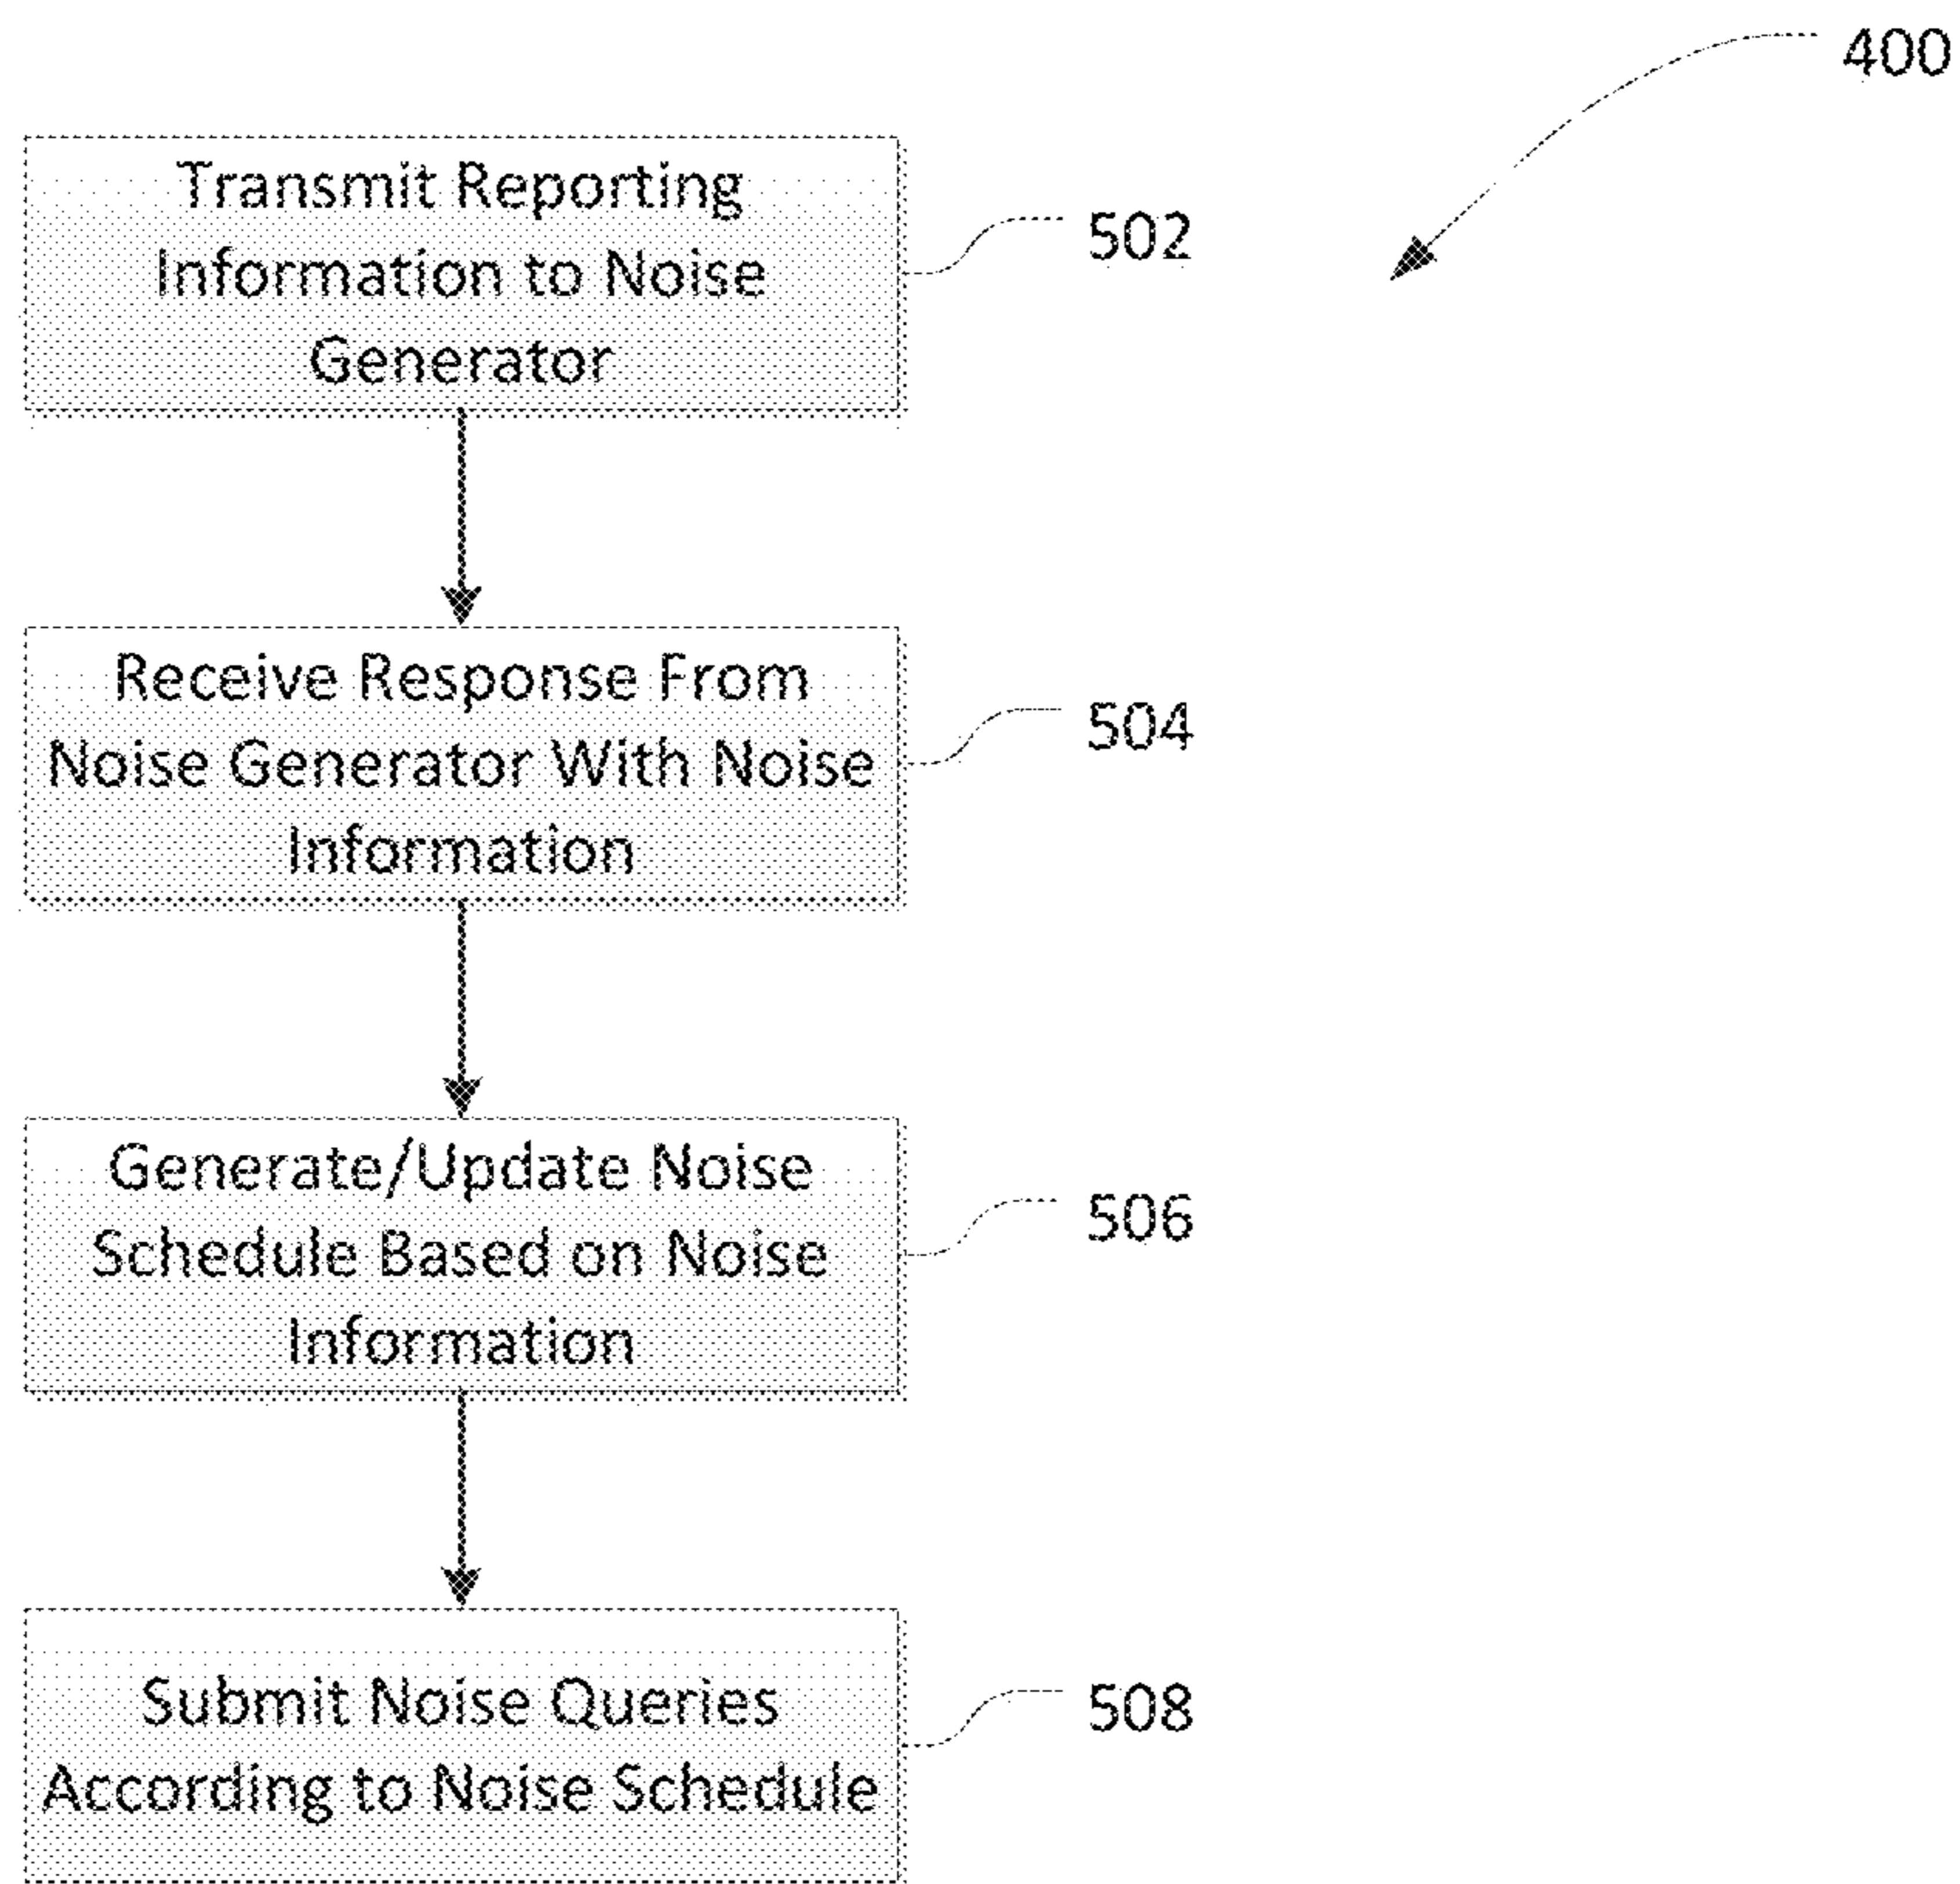 400
Transmit Reporting
Information to Noise
Generator
502
Receive Response From
Noise Generator With Noise
Information
504
Generate/Update Noise
Schedule Based on Noise
Information
506
Submit Noise Queries
According to Noise Schedule
508